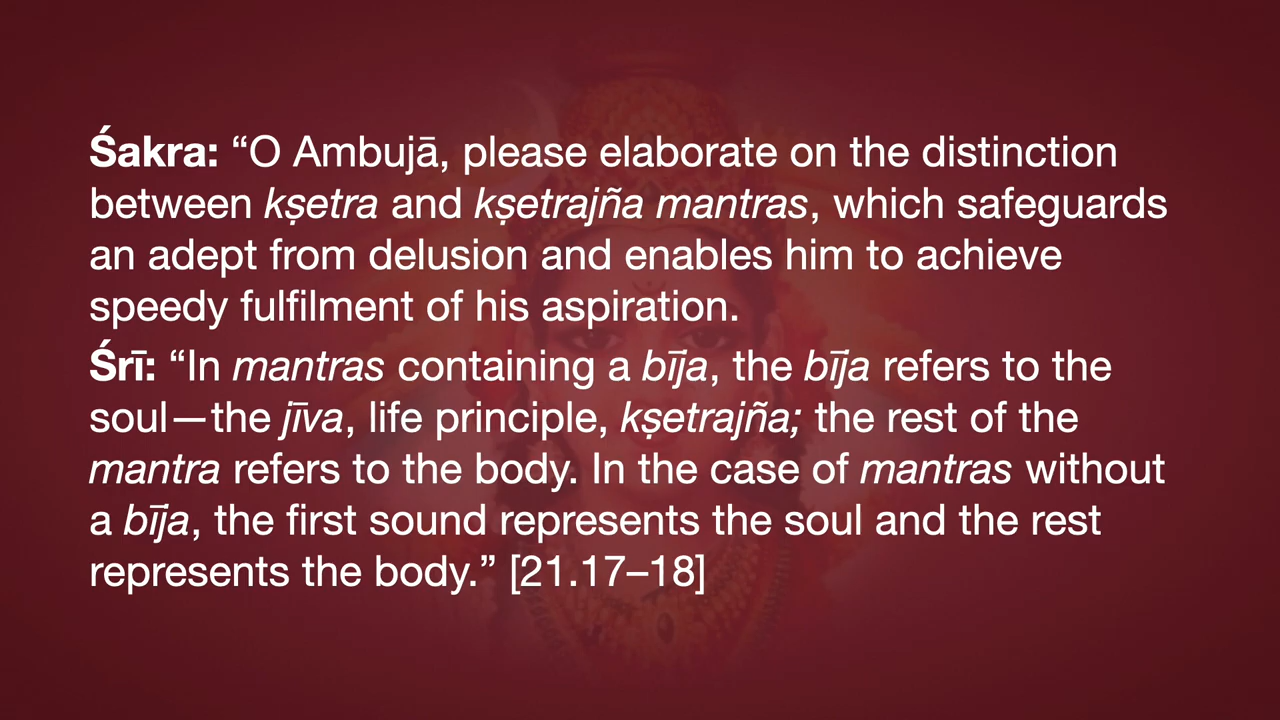 Śakra: “O Ambujā, please elaborate on the distinction
between kṣetra and kṣetrajña mantras, which safeguards
an adept from delusion and enables him to achieve
speedy fulfilment of his aspiration.
Śrī: “In mantras containing a bīja, the bīja refers to the
soul—the jīva, life principle, kṣetrajña; the rest of the
mantra refers to the body. In the case of mantras without
a bīja, the first sound represents the soul and the rest
represents the body.” [21.17–18]